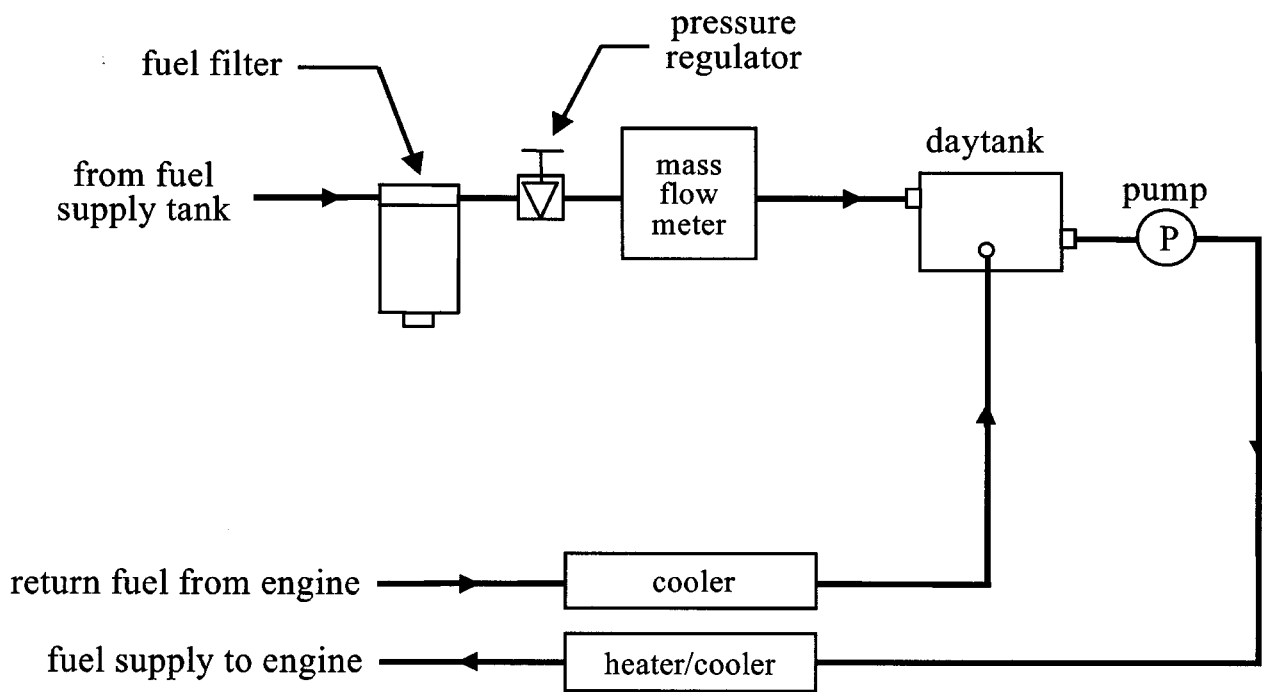 pressure
regulator
fuel filter
from fuel
supply tank
mass
flow
meter
daytank
pump
P
return fuel from engine
cooler
fuel supply to engine
heater/cooler